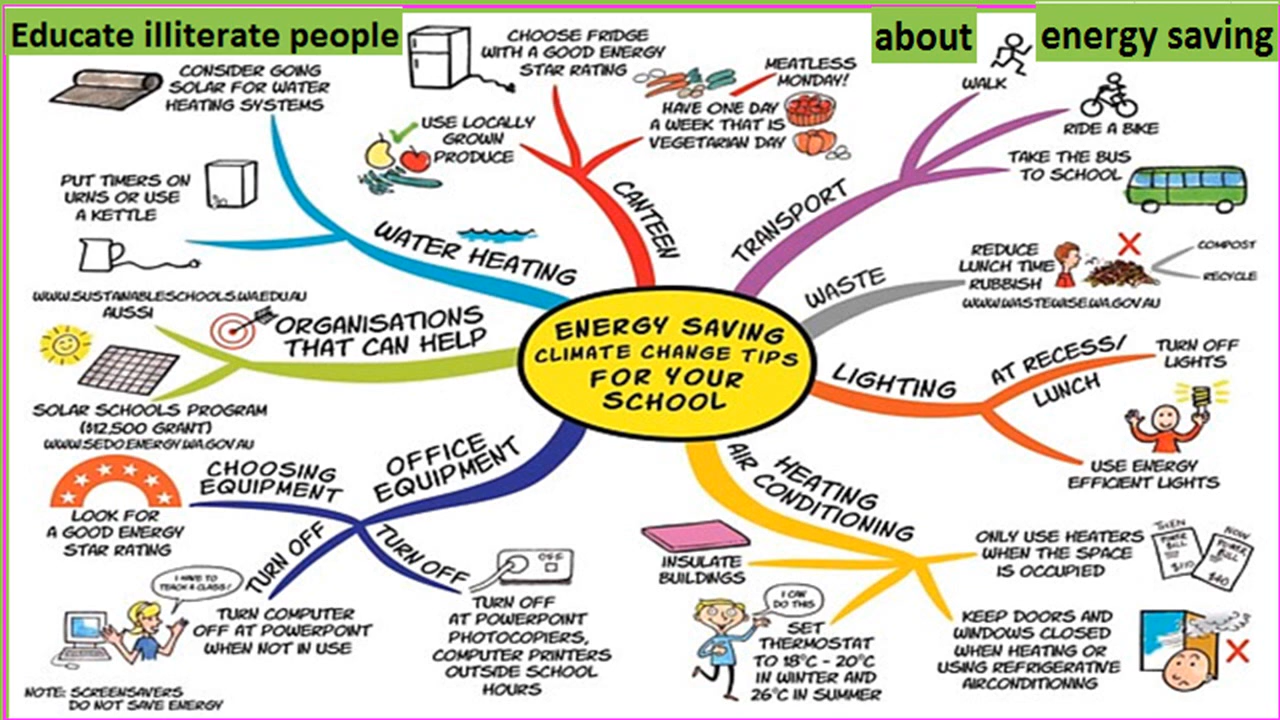 Educate illiterate people
about
energy saving
ENERGY SAVING
CLIMATE CHANGE TIPS
FOR YOUR
SCHOOL
CANTEEN
CHOOSE FRIDGE
WITH A GOOD ENERGY
STAR RATING
USE LOCALLY
GROWN
PRODUCE
MEATLESS
MONDAY!
HAVE ONE DAY
A WEEK THAT IS
VEGETARIAN DAY
TRANSPORT
WALK
RIDE A BIKE
TAKE THE BUS
TO SCHOOL
WASTE
REDUCE
LUNCH TIME
RUBBISH
WWW.WASTEWISE.WA.GOV.AU
COMPOST
RECYCLE
LIGHTING
AT RECESS/
LUNCH
TURN OFF
LIGHTS
USE ENERGY
EFFICIENT LIGHTS
HEATING
AIR CONDITIONING
ONLY USE HEATERS
WHEN THE SPACE
IS OCCUPIED
THEN
POWER
BILL
$110
NOW
POWER
BILL
$40
KEEP DOORS AND
WINDOWS CLOSED
WHEN HEATING OR
USING REFRIGERATIVE
AIRCONDITIONING
I CAN
DO THIS
SET
THERMOSTAT
TO 18°C - 20°C
IN WINTER AND
26°C IN SUMMER
INSULATE
BUILDINGS
OFFICE
EQUIPMENT
CHOOSING
EQUIPMENT
LOOK FOR
A GOOD ENERGY
STAR RATING
TURN OFF
I HAVE TO
TEACH A CLASS!
TURN COMPUTER
OFF AT POWERPOINT
WHEN NOT IN USE
NOTE: SCREENSAVERS
DO NOT SAVE ENERGY
TURN OFF
OFF
TURN OFF
AT POWERPOINT
PHOTOCOPIERS,
COMPUTER PRINTERS
OUTSIDE SCHOOL
HOURS
ORGANISATIONS
THAT CAN HELP
WWW.SUSTAINABLESCHOOLS.WA.EDU.AU
AUSSI
SOLAR SCHOOLS PROGRAM
($12,500 GRANT)
WWW.SEDO.ENERGY.WA.GOV.AU
WATER HEATING
CONSIDER GOING
SOLAR FOR WATER
HEATING SYSTEMS
PUT TIMERS ON
URNS OR USE
A KETTLE